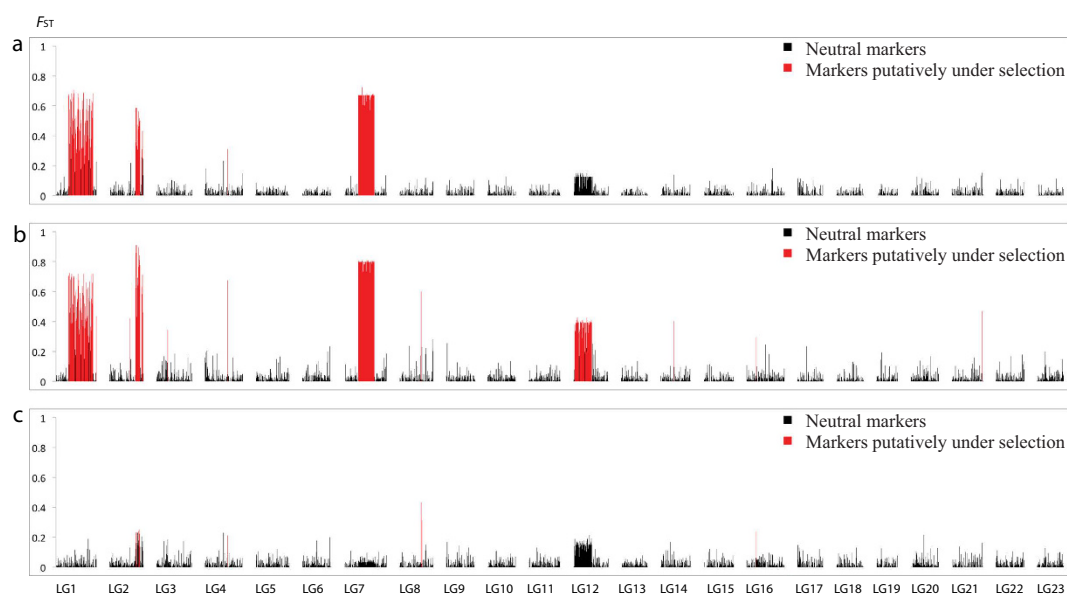 FST
a
1
0.8
0.6
0.4
0.2
0
Neutral markers
Markers putatively under selection
b
1
0.8
0.6
0.4
0.2
0
Neutral markers
Markers putatively under selection
c
1
0.8
0.6
0.4
0.2
0
Neutral markers
Markers putatively under selection
LG1 LG2 LG3 LG4 LG5 LG6 LG7 LG8 LG9 LG10 LG11 LG12 LG13 LG14 LG15 LG16 LG17 LG18 LG19 LG20 LG21 LG22 LG23